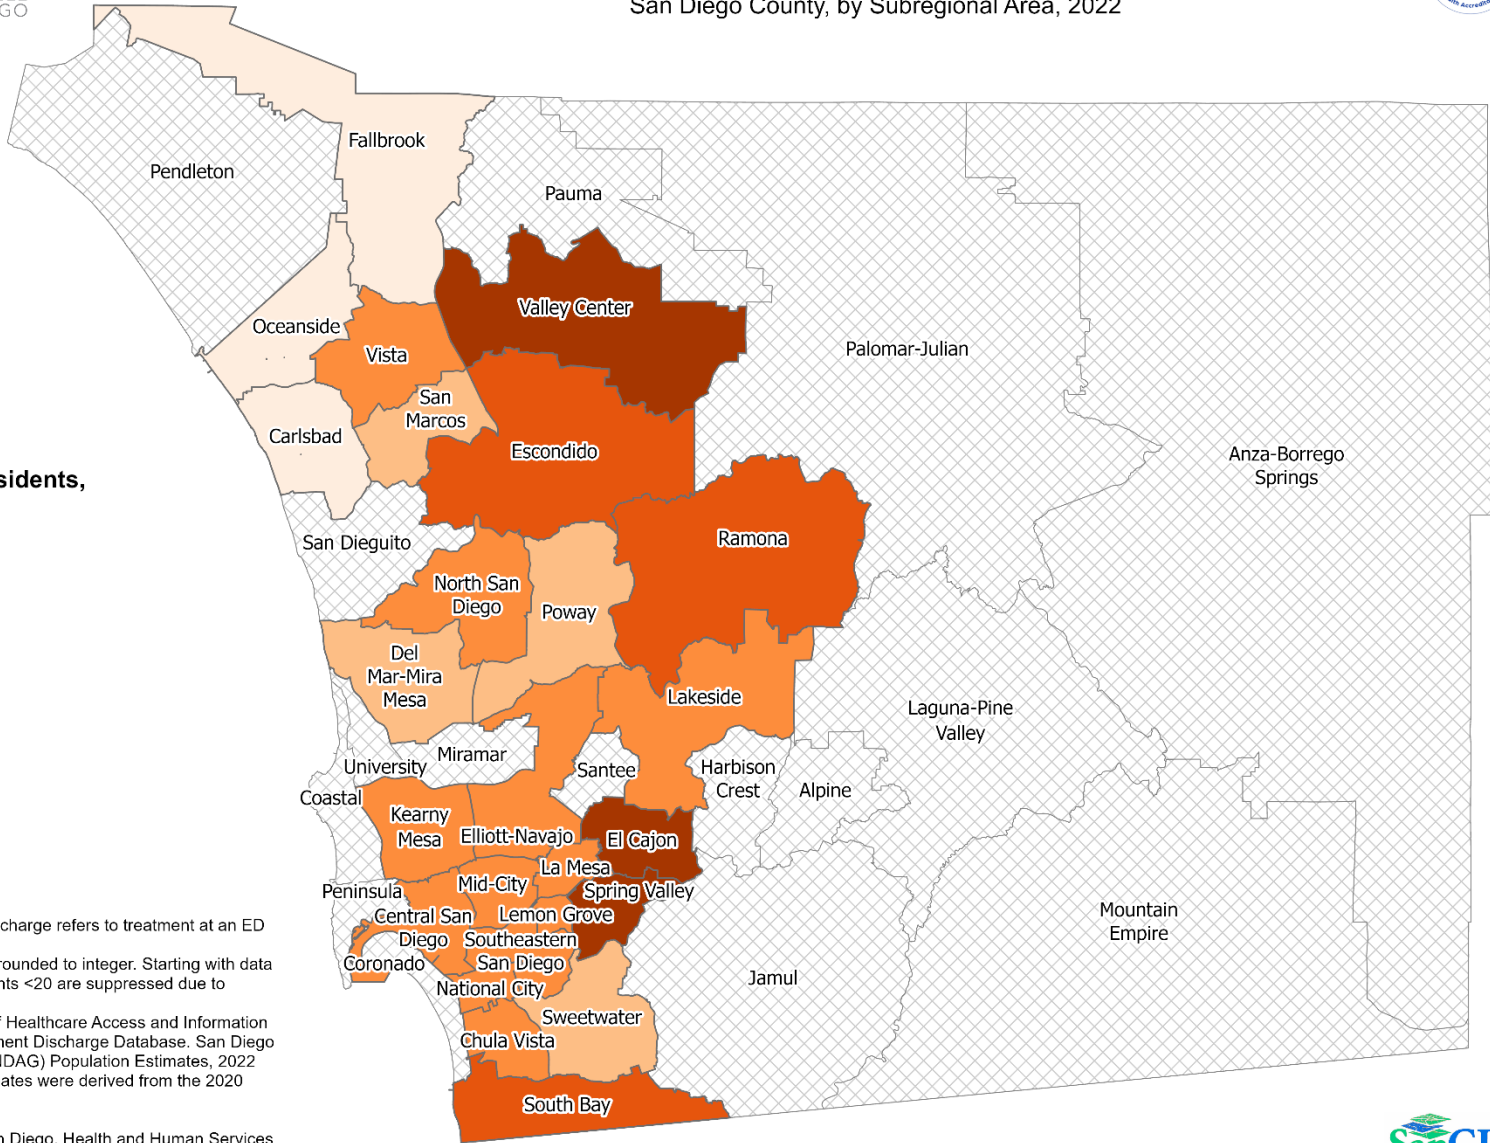 GO
San Diego County, by Subregional Area, 2022
Fallbrook
Pendleton
Pauma
Valley Center
Oceanside
Vista
Palomar-Julian
San
Marcos
Carlsbad
Escondido
Anza-Borrego
Springs
sidents,
San Dieguito
Ramona
North San
Diego
Poway
Del
Mar-Mira
Mesa
Lakeside
Laguna-Pine
Valley
Miramar
University
Santee
Harbison
Crest
Alpine
Coastal
Kearny
Mesa
Elliott-Navajo
El Cajon
La Mesa
Mid-City
Spring Valley
Peninsula
Central San
Diego
Lemon Grove
Southeastern
San Diego
Mountain
Empire
Coronado
National City
Jamul
Sweetwater
Chula Vista
South Bay
charge refers to treatment at an ED
rounded to integer. Starting with data
nts <20 are suppressed due to
f Healthcare Access and Information
nent Discharge Database. San Diego
NDAG) Population Estimates, 2022
ates were derived from the 2020
n Diego, Health and Human Services